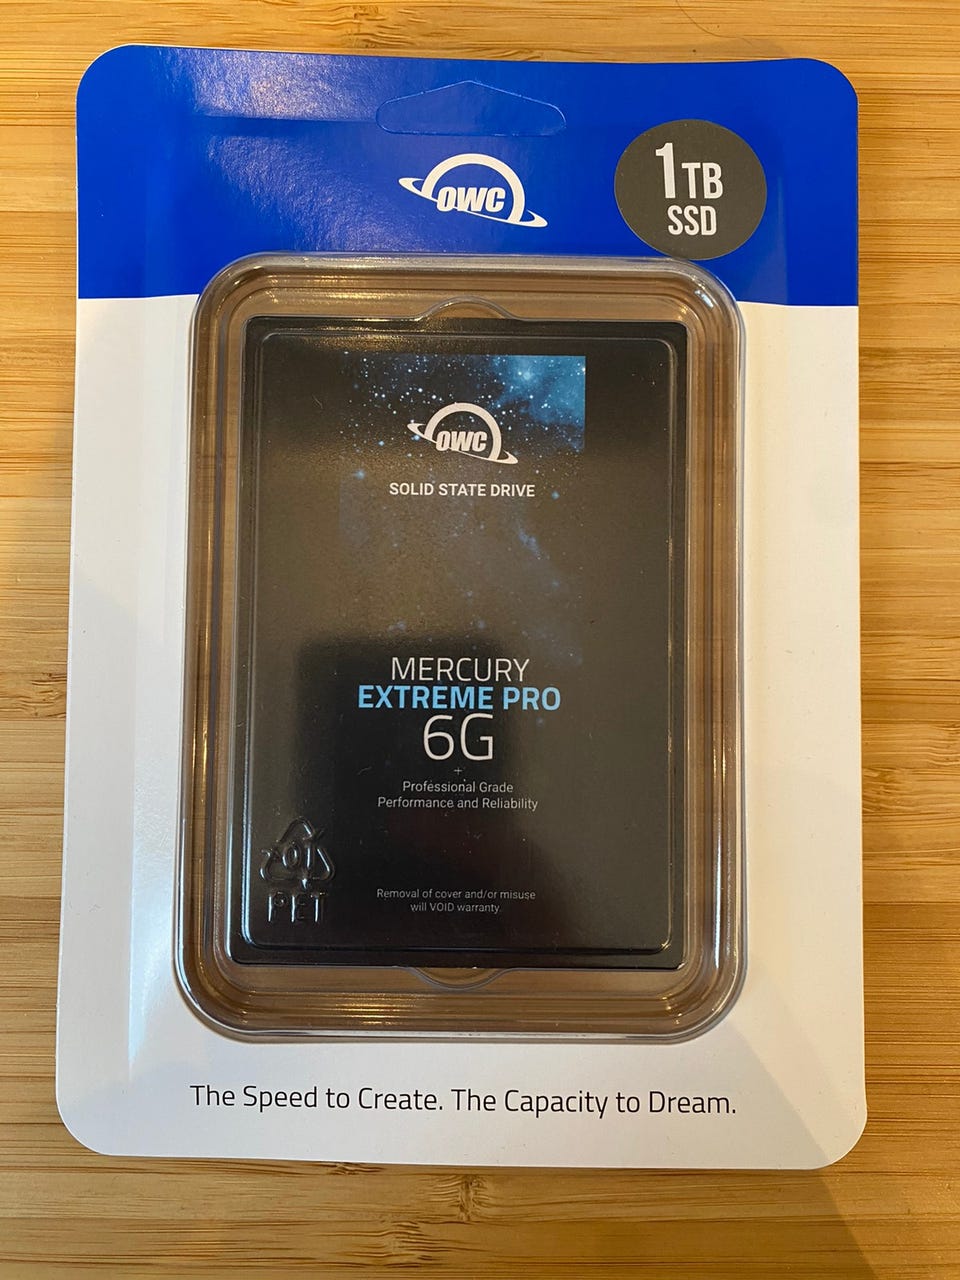 OWC
1TB
SSD
OWC
SOLID STATE DRIVE
MERCURY
EXTREME PRO
6G
+
Professional Grade
Performance and Reliability
01
PET
Removal of cover and/or misuse
will VOID warranty.
The Speed to Create. The Capacity to Dream.